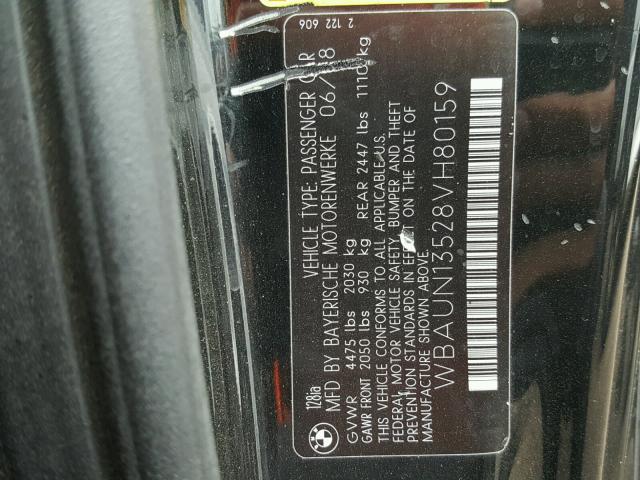 2 122 606
128ia
VEHICLE TYPE: PASSENGER CAR
MFD BY BAYERISCHE MOTORENWERKE
GVWR 4475 lbs 2030 kg
GAWR FRONT 2050 lbs 930 kg REAR 2447 lbs 1110 kg
THIS VEHICLE CONFORMS TO ALL APPLICABLE U.S.
FEDERAL MOTOR VEHICLE SAFETY, BUMPER AND THEFT
PREVENTION STANDARDS IN EFFECT ON THE DATE OF
MANUFACTURE SHOWN ABOVE.
WBAUN13528VH80159
BMW